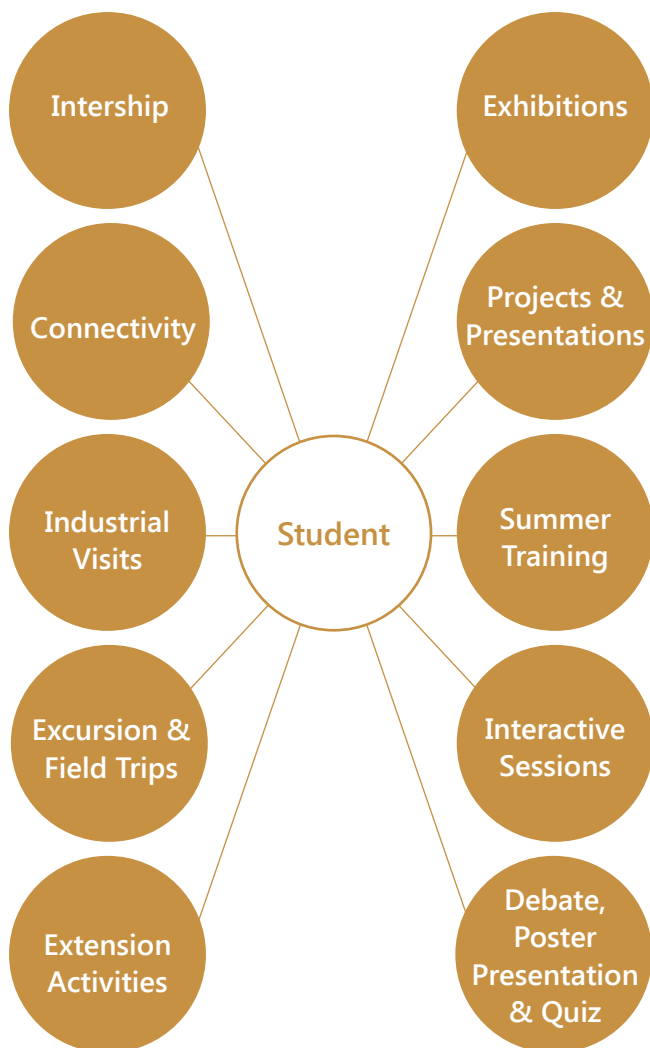 Intership
Exhibitions
Connectivity
Projects &
Presentations
Industrial
Visits
Student
Summer
Training
Excursion &
Field Trips
Interactive
Sessions
Extension
Activities
Debate,
Poster
Presentation
& Quiz